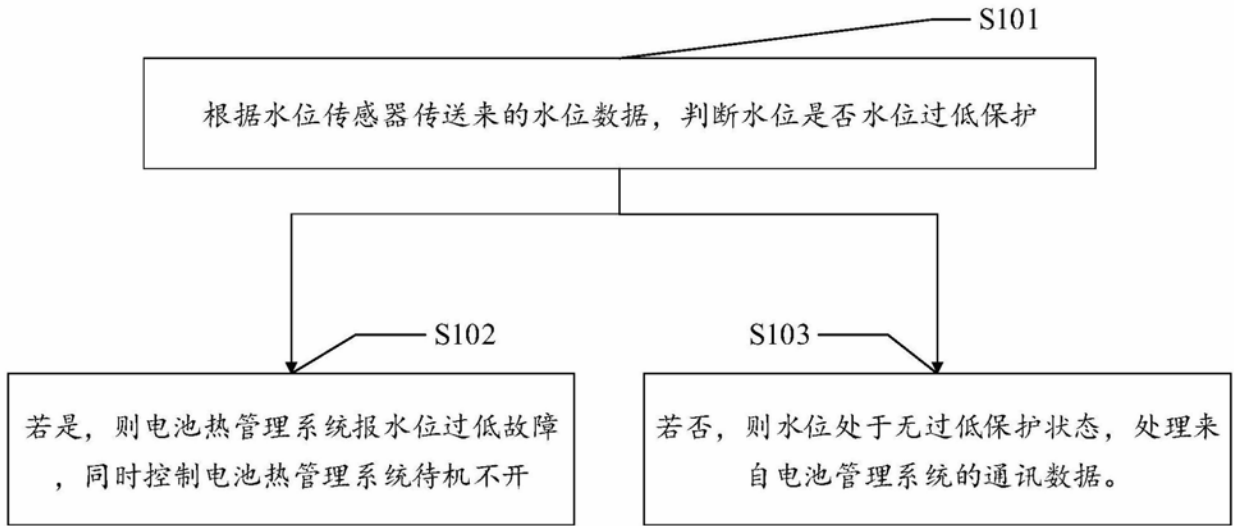 S101
根据水位传感器传送来的水位数据，判断水位是否水位过低保护
S102
S103
若是，则电池热管理系统报水位过低故障
，同时控制电池热管理系统待机不开
若否，则水位处于无过低保护状态，处理来
自电池管理系统的通讯数据。